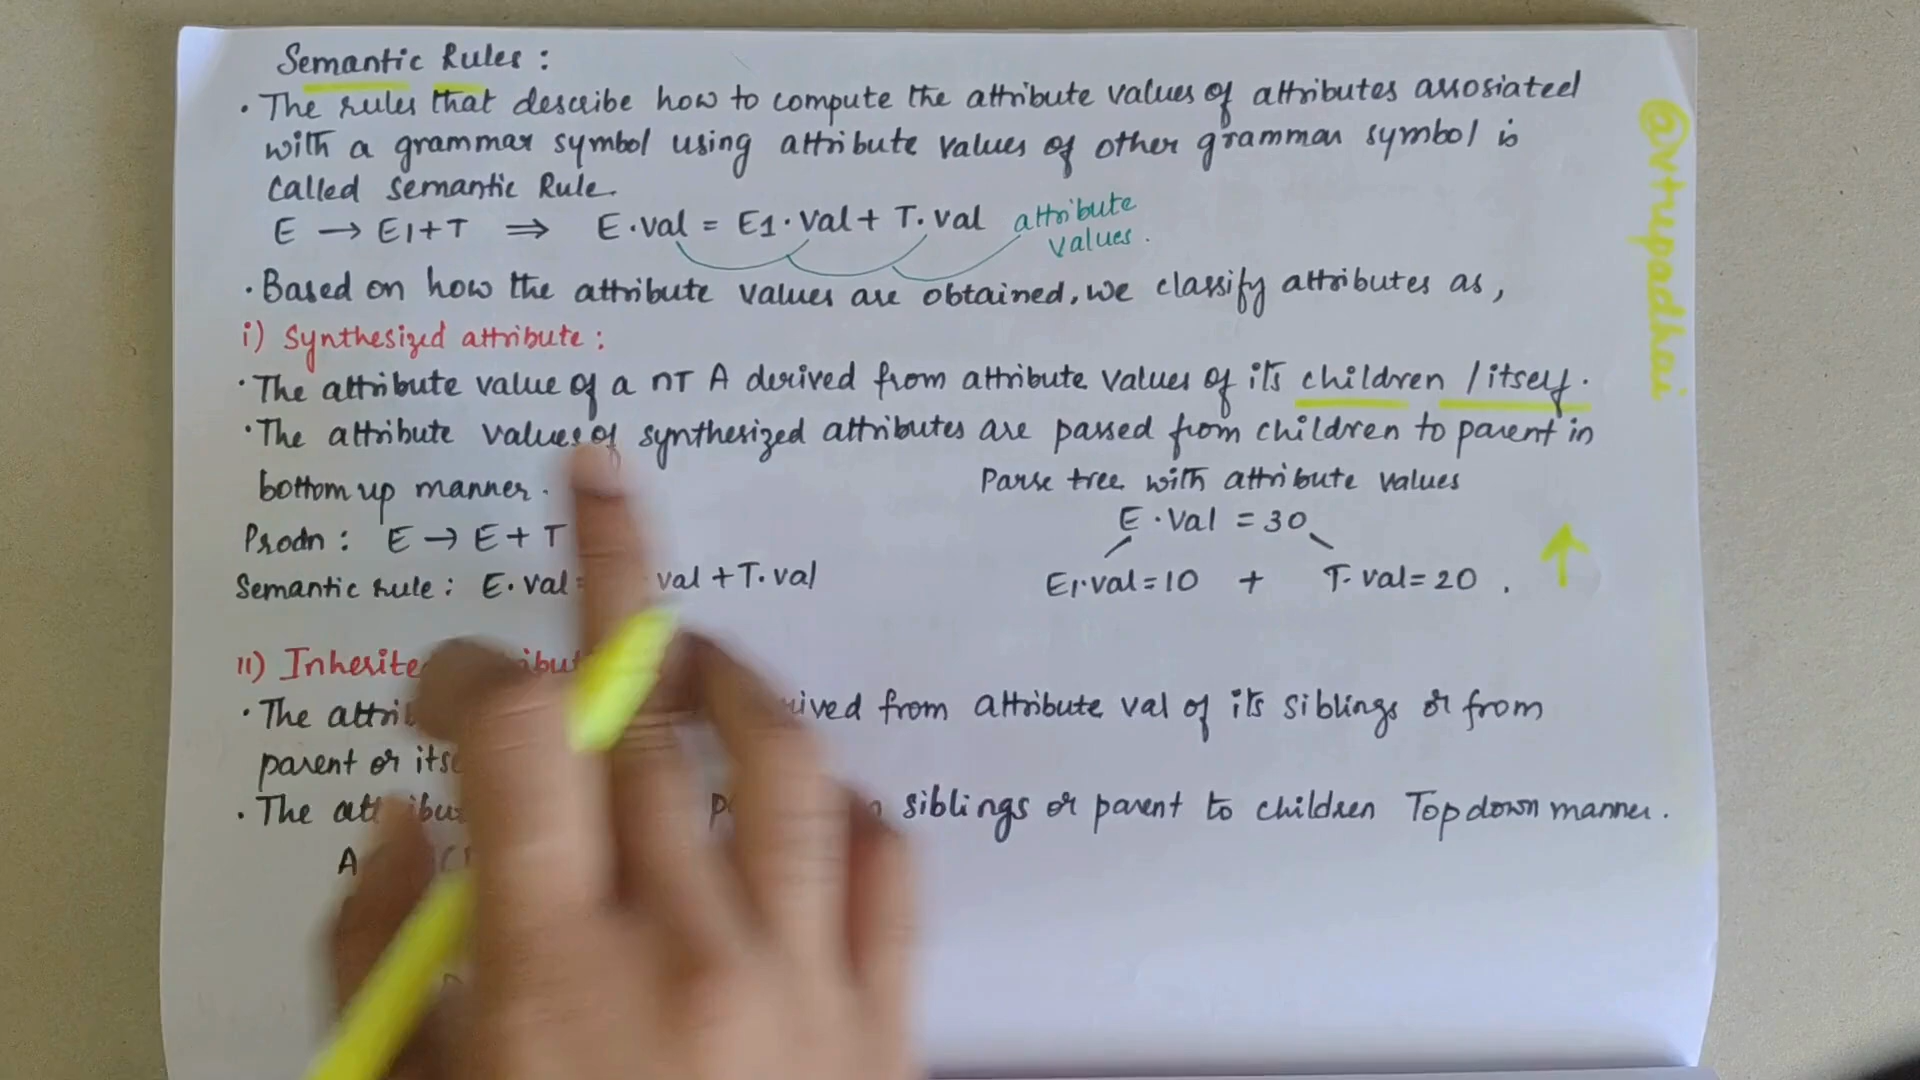 Semantic Rules :
• The rules that describe how to compute the attribute values of attributes assosiated
with a grammar symbol using attribute values of other grammar symbol is
called semantic Rule.
E → E1+T ⇒ E.val = E1.val + T.val attribute
values.
• Based on how the attribute values are obtained, we classify attributes as,
i) Synthesized attribute :
• The attribute value of a nT A derived from attribute values of its children / itself.
• The attribute values of synthesized attributes are passed from children to parent in
bottom up manner.
Parse tree with attribute values
E.val = 30
Prodn : E → E + T
Semantic rule : E.val = val + T.val
E1.val = 10 + T.val = 20 .
ii)
• The from attribute val of its siblings or from
parent or
• The siblings or parent to children Top down manner.
A
@vtupadhai